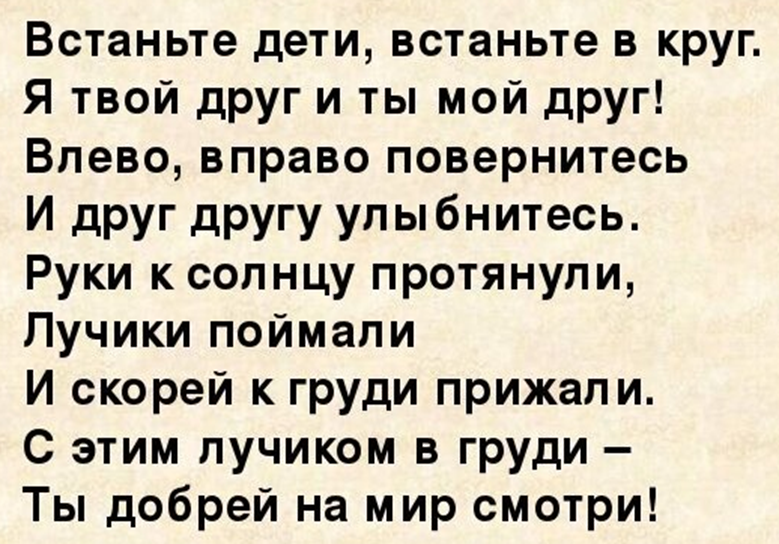 Встаньте дети, встаньте в круг.
Я твой друг и ты мой друг!
Влево, вправо повернитесь
И друг другу улыбнитесь.
Руки к солнцу протянули,
Лучики поймали
И скорей к груди прижали.
С этим лучиком в груди –
Ты добрей на мир смотри!